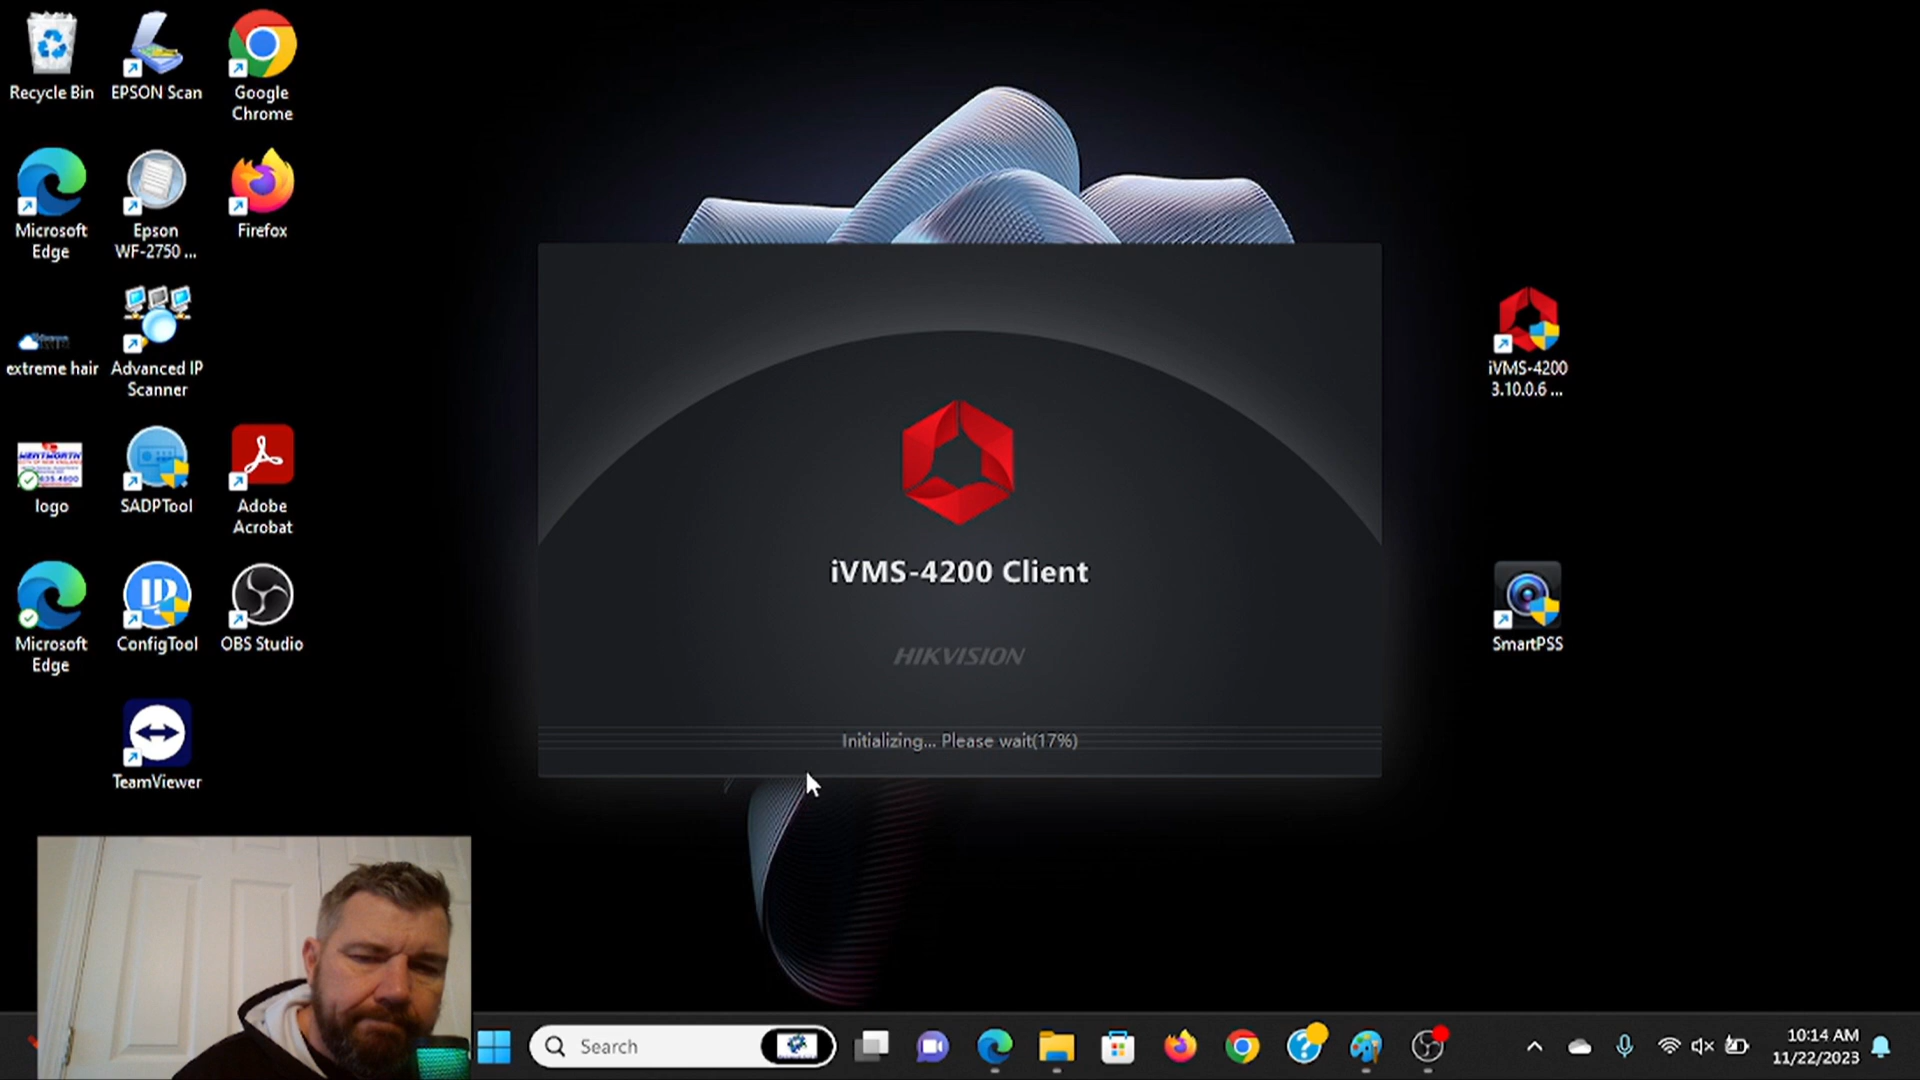 Recycle Bin
EPSON Scan
Google
Chrome
Microsoft
Edge
Epson
WF-2750 ...
Firefox
extreme hair
Advanced IP
Scanner
WENTWORTH
logo
SADPTool
Adobe
Acrobat
Microsoft
Edge
ConfigTool
OBS Studio
TeamViewer
iVMS-4200 Client
HIKVISION
Initializing... Please wait(17%)
iVMS-4200
3.10.0.6 ...
SmartPSS
Search
10:14 AM
11/22/2023